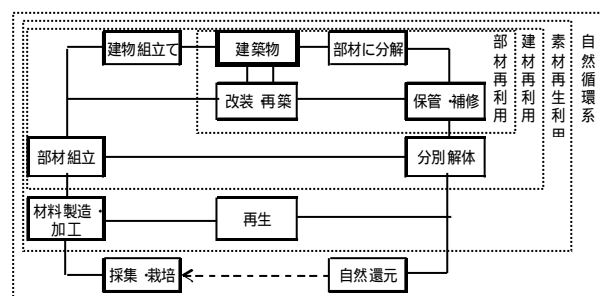 建物組立て
建築物
部材に分解
改装・再築
保管・補修
部材組立
分別解体
材料製造・
加工
再生
採集・栽培
自然還元
部材再利用
建材再利用
素材再生利用
自然循環系